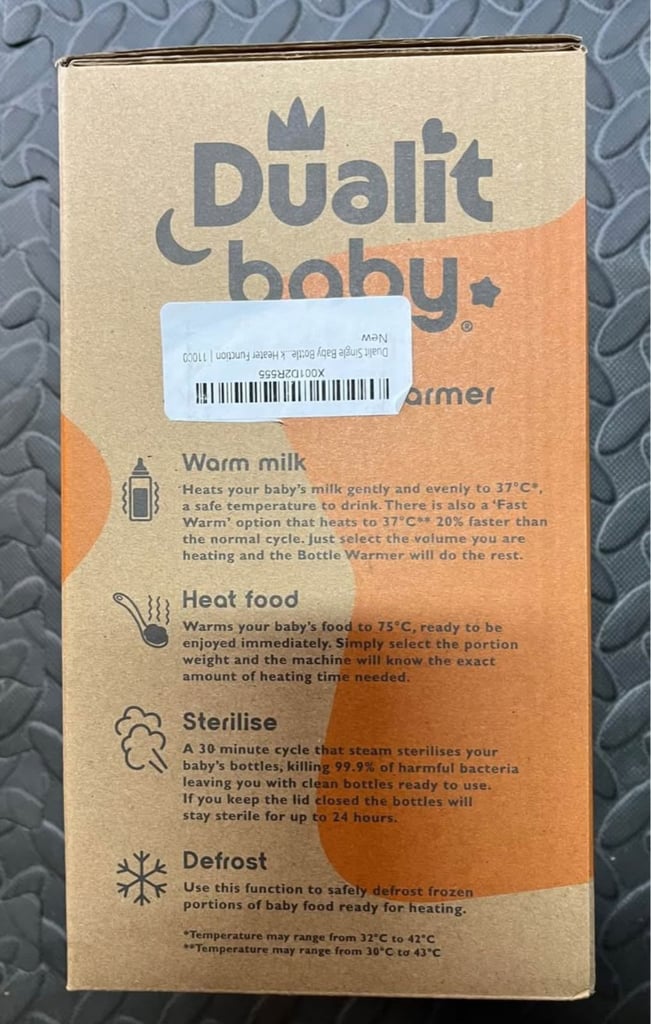 Dualit
baby
®
New
Dualit Single Baby Bottle...k Heater Function | 11000
X001D2R555
armer
Warm milk
Heats your baby's milk gently and evenly to 37°C*,
a safe temperature to drink. There is also a 'Fast
Warm' option that heats to 37°C** 20% faster than
the normal cycle. Just select the volume you are
heating and the Bottle Warmer will do the rest.
Heat food
Warms your baby's food to 75°C, ready to be
enjoyed immediately. Simply select the portion
weight and the machine will know the exact
amount of heating time needed.
Sterilise
A 30 minute cycle that steam sterilises your
baby's bottles, killing 99.9% of harmful bacteria
leaving you with clean bottles ready to use.
If you keep the lid closed the bottles will
stay sterile for up to 24 hours.
Defrost
Use this function to safely defrost frozen
portions of baby food ready for heating.
*Temperature may range from 32°C to 42°C
**Temperature may range from 30°C to 43°C